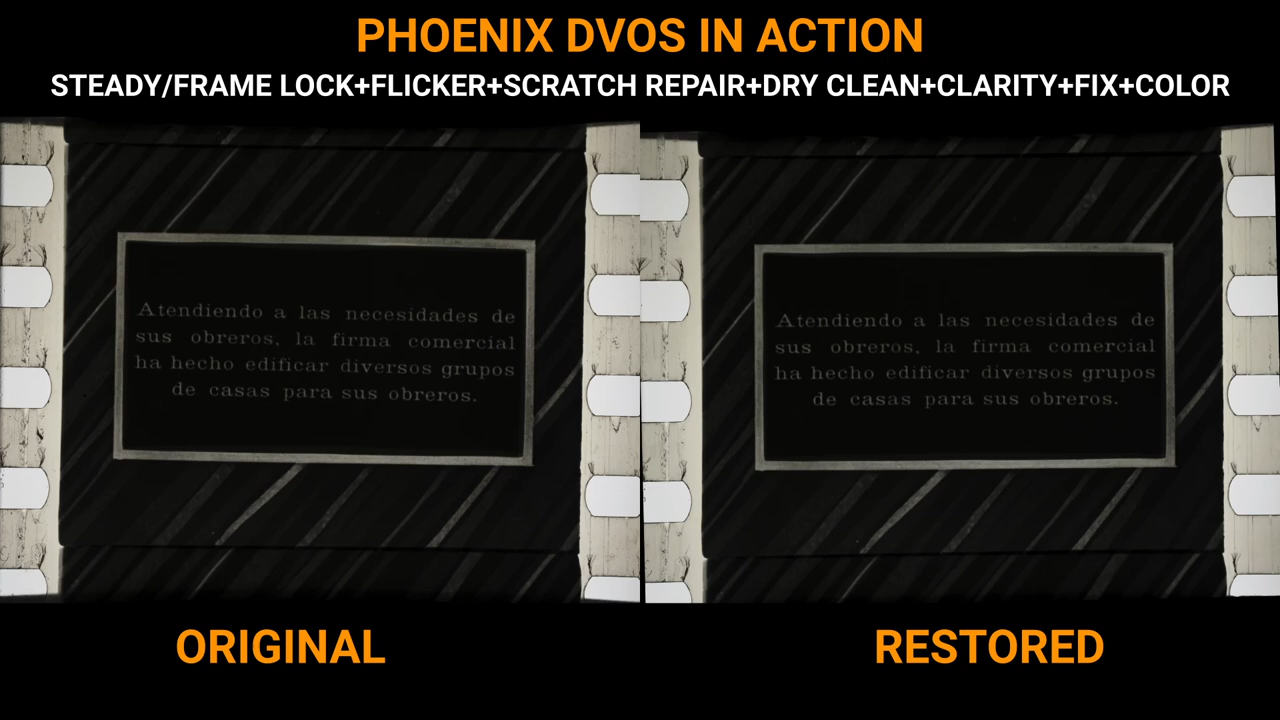 PHOENIX DVOS IN ACTION
STEADY/FRAME LOCK+FLICKER+SCRATCH REPAIR+DRY CLEAN+CLARITY+FIX+COLOR
Atendiendo a las necesidades de
sus obreros, la firma comercial
ha hecho edificar diversos grupos
de casas para sus obreros.
Atendiendo a las necesidades de
sus obreros, la firma comercial
ha hecho edificar diversos grupos
de casas para sus obreros.
ORIGINAL
RESTORED